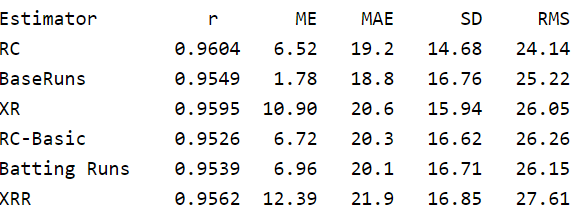 Estimator r ME MAE SD RMS
RC 0.9604 6.52 19.2 14.68 24.14
BaseRuns 0.9549 1.78 18.8 16.76 25.22
XR 0.9595 10.90 20.6 15.94 26.05
RC-Basic 0.9526 6.72 20.3 16.62 26.26
Batting Runs 0.9539 6.96 20.1 16.71 26.15
XRR 0.9562 12.39 21.9 16.85 27.61